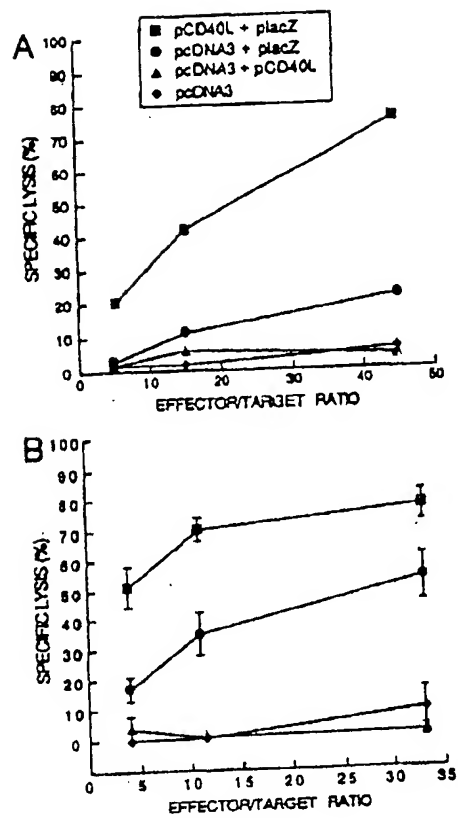 A
pCD40L + placZ
pcDNA3 + placZ
pcDNA3 + pCD40L
pcDNA3
100
90
80
70
60
50
40
30
20
10
0
SPECIFIC LYSIS (%)
0 10 20 30 40 50
EFFECTOR/TARGET RATIO
B
100
90
80
70
60
50
40
30
20
10
0
SPECIFIC LYSIS (%)
0 5 10 15 20 25 30 35
EFFECTOR/TARGET RATIO